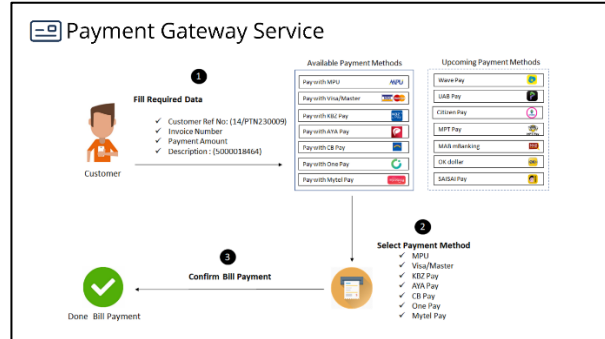 Payment Gateway Service
1
Fill Required Data
✓ Customer Ref No: (14/PTN230009)
✓ Invoice Number
✓ Payment Amount
✓ Description : (5000018464)
Customer
Available Payment Methods
Pay with MPU
MPU
Pay with Visa/Master
VISA
Pay with KBZ Pay
Pay with AYA Pay
Pay with CB Pay
Pay with One Pay
Pay with Mytel Pay
Upcoming Payment Methods
Wave Pay
UAB Pay
Citizen Pay
MPT Pay
MAB mBanking
OK dollar
SAISAI Pay
2
Select Payment Method
✓ MPU
✓ Visa/Master
✓ KBZ Pay
✓ AYA Pay
✓ CB Pay
✓ One Pay
✓ Mytel Pay
3
Confirm Bill Payment
Done Bill Payment